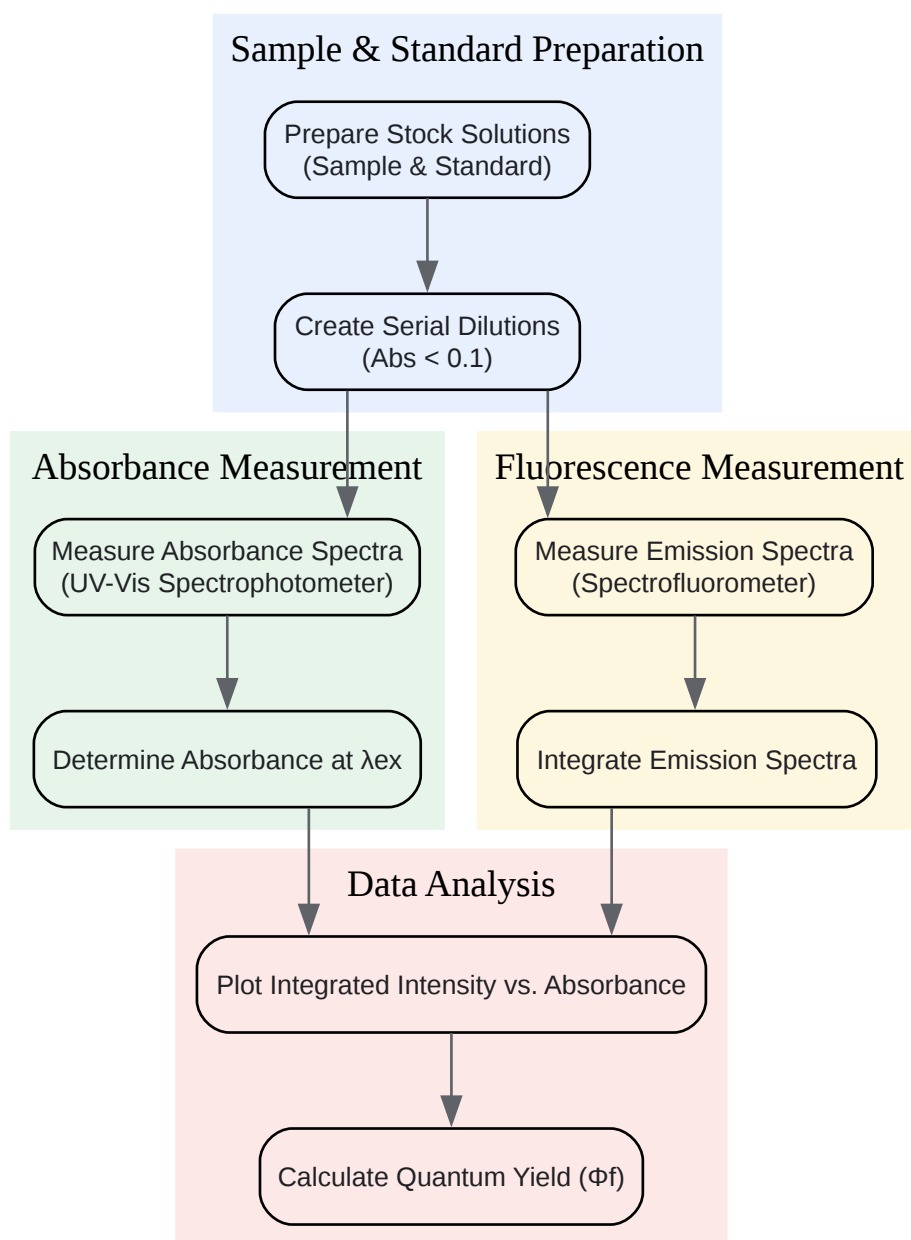 Sample & Standard Preparation
Prepare Stock Solutions
(Sample & Standard)
Create Serial Dilutions
(Abs < 0.1)
Absorbance Measurement
Measure Absorbance Spectra
(UV-Vis Spectrophotometer)
Determine Absorbance at λex
Fluorescence Measurement
Measure Emission Spectra
(Spectrofluorometer)
Integrate Emission Spectra
Data Analysis
Plot Integrated Intensity vs. Absorbance
Calculate Quantum Yield (Φf)